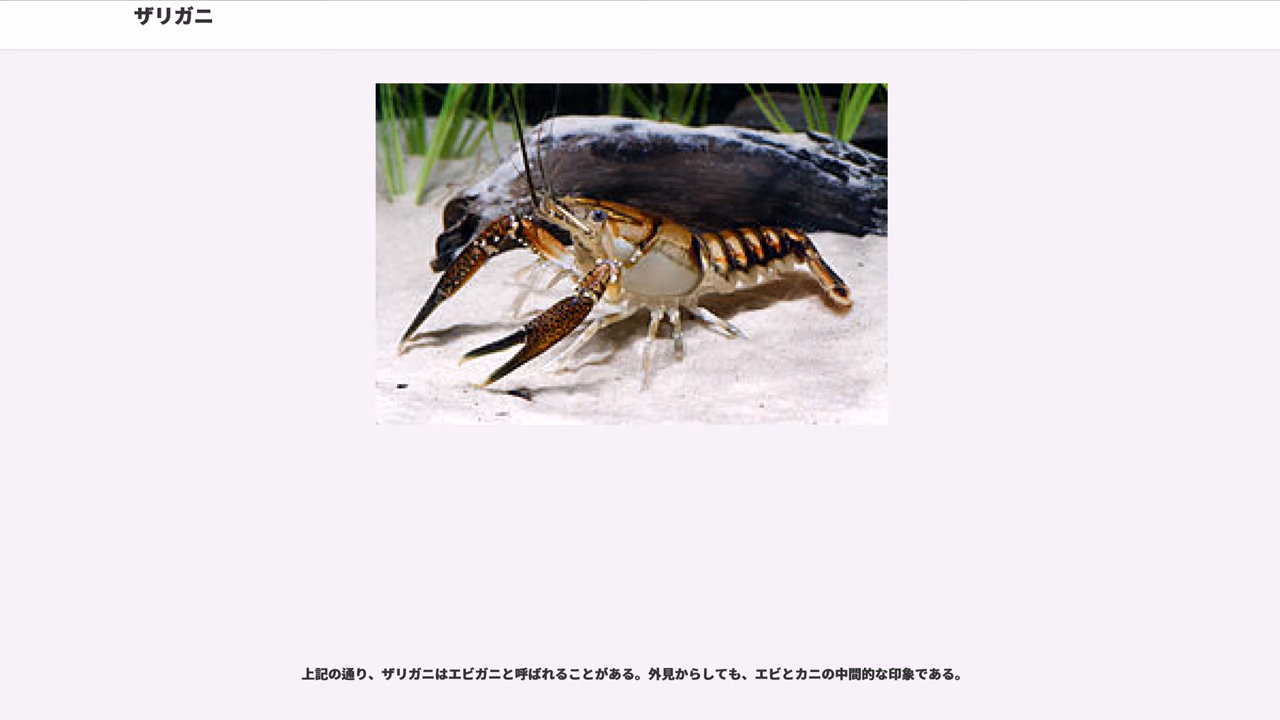 ザリガニ
上記の通り、ザリガニはエビガニと呼ばれることがある。外見からしても、エビとカニの中間的な印象である。